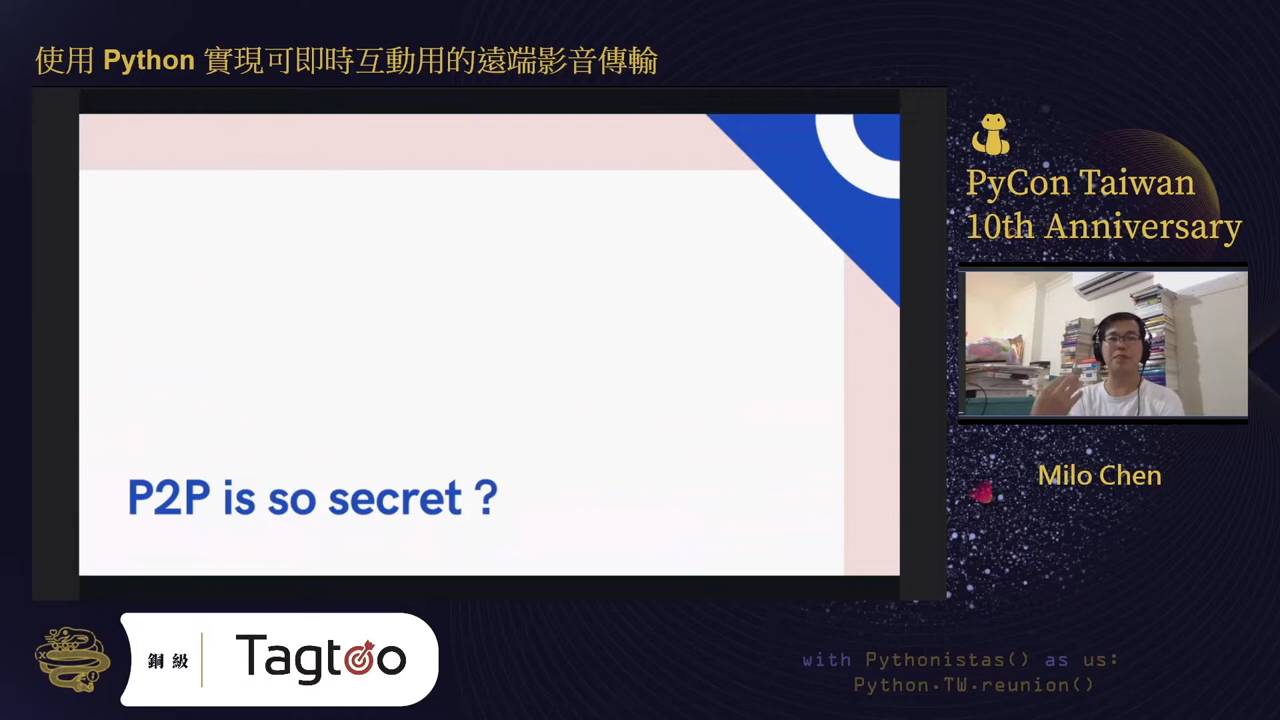 使用 Python 實現可即時互動用的遠端影音傳輸
PyCon Taiwan
10th Anniversary
P2P is so secret ?
Milo Chen
銅級
Tagtoo
with Pythonistas() as us:
Python.TW.reunion()